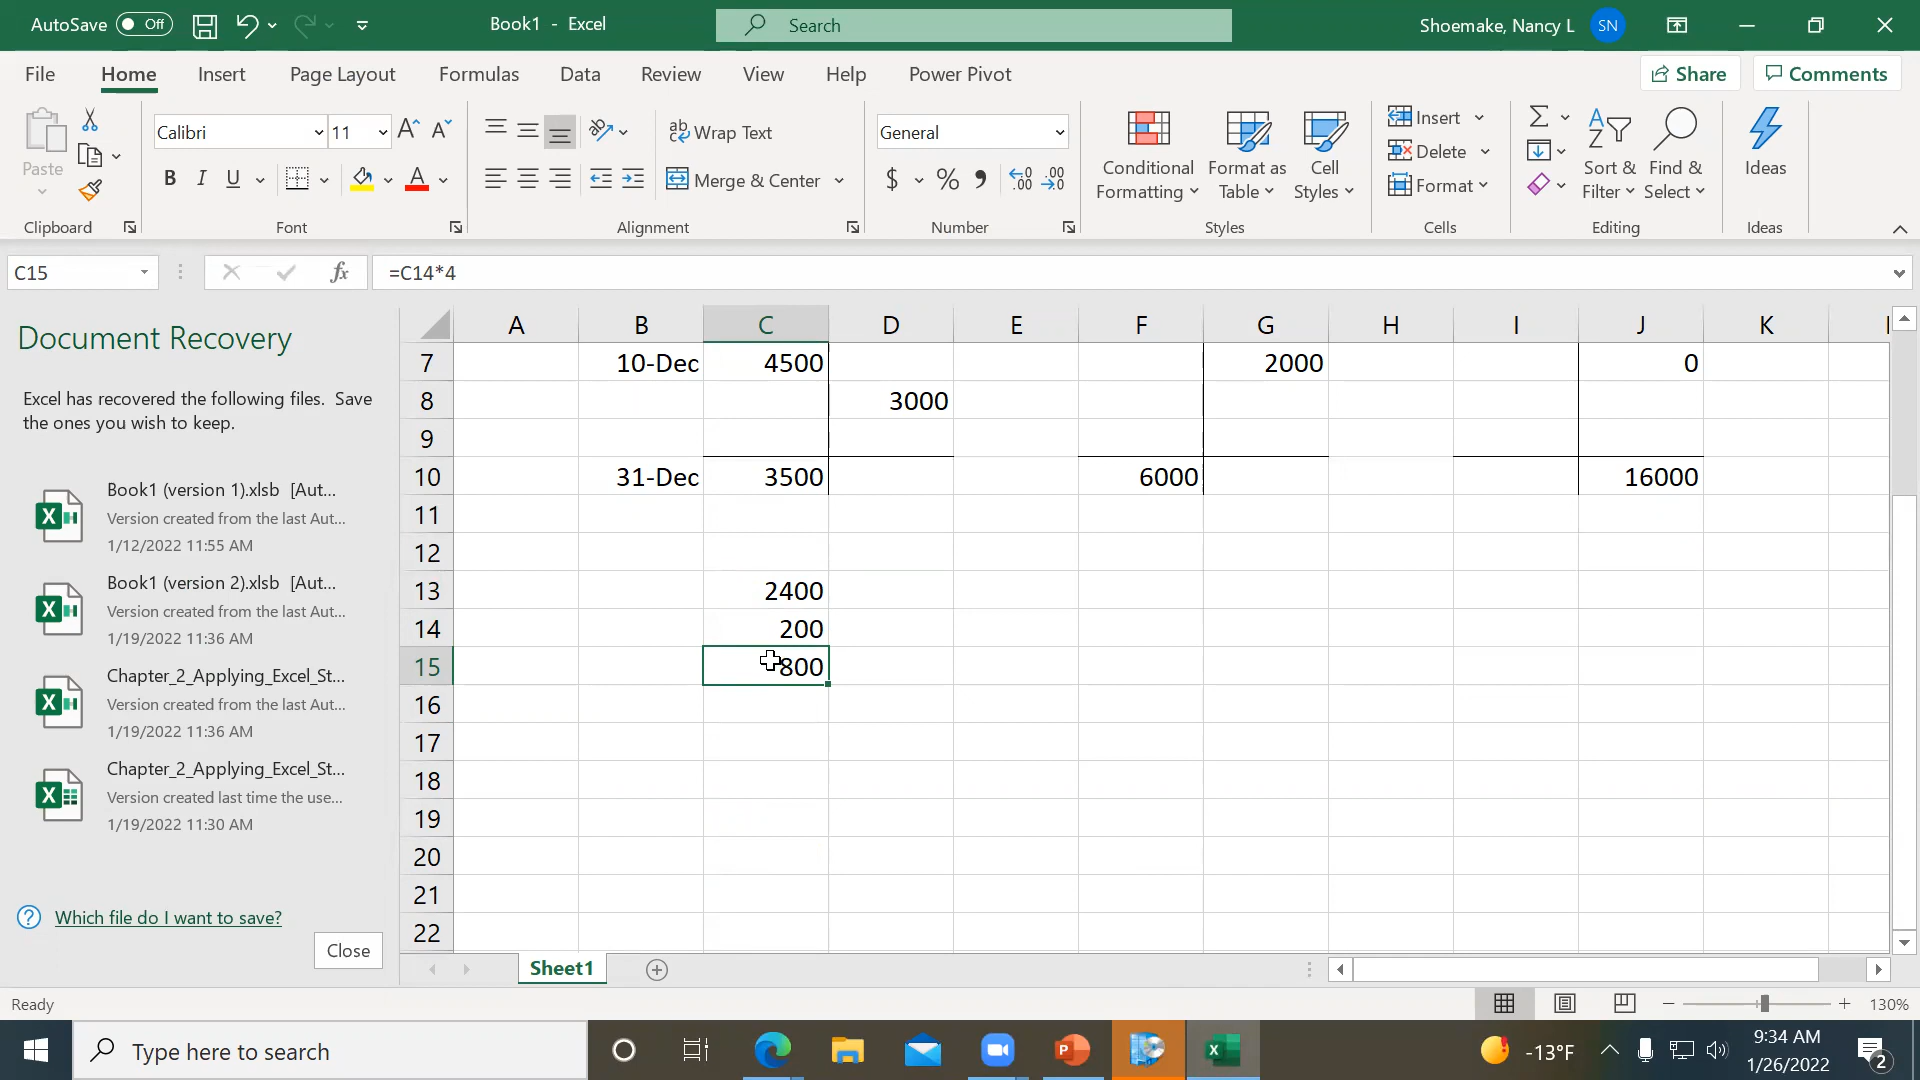 AutoSave Off Book1 - Excel Search Shoemake, Nancy L SN
File Home Insert Page Layout Formulas Data Review View Help Power Pivot Share Comments
Paste Calibri 11 A A ab Wrap Text General Conditional Formatting Format as Table Cell Styles Insert Sort & Filter Find & Select Ideas
B I U A Merge & Center $ % Delete
Format
Clipboard Font Alignment Number Styles Cells Editing Ideas
C15 fx =C14*4
Document Recovery
Excel has recovered the following files. Save
the ones you wish to keep.
Book1 (version 1).xlsb [Aut...
Version created from the last Aut...
1/12/2022 11:55 AM
Book1 (version 2).xlsb [Aut...
Version created from the last Aut...
1/19/2022 11:36 AM
Chapter_2_Applying_Excel_St...
Version created from the last Aut...
1/19/2022 11:36 AM
Chapter_2_Applying_Excel_St...
Version created last time the use...
1/19/2022 11:30 AM
Which file do I want to save?
Close
A B C D E F G H I J K
7 10-Dec 4500 2000 0
8 3000
9
10 31-Dec 3500 6000 16000
11
12
13 2400
14 200
15 800
16
17
18
19
20
21
22
Sheet1
Ready 130%
Type here to search -13°F 9:34 AM
1/26/2022 2